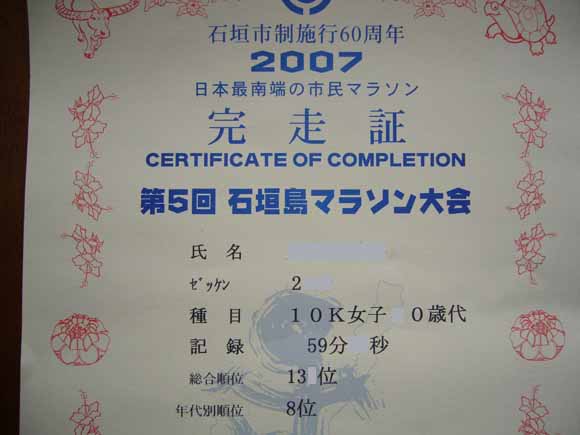 石垣市制施行60周年
2007
日本最南端の市民マラソン
完走証
CERTIFICATE OF COMPLETION
第5回 石垣島マラソン大会
氏名
ｾﾞｯｹﾝ 2
種目 １０Ｋ女子 ０歳代
記録 59分 秒
総合順位 13 位
年代別順位 8位